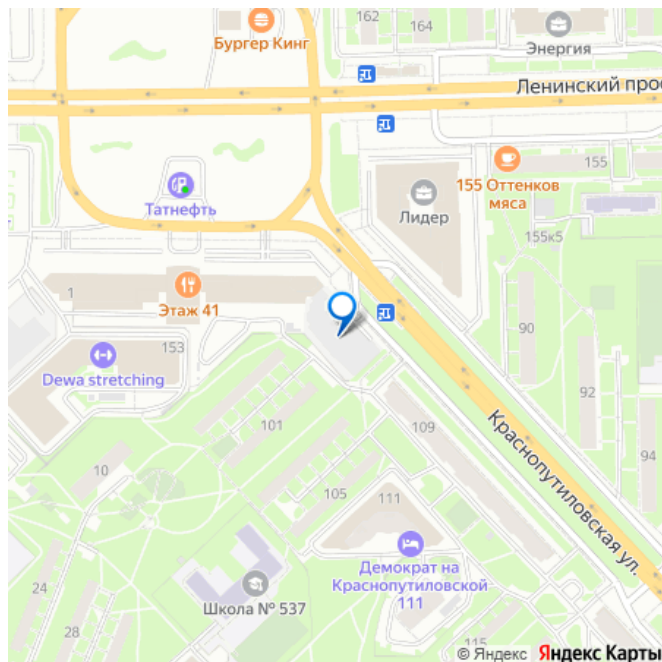 162
164
Бургер Кинг
Энергия
Ленинский прос
155
155 Оттенков
мяса
Татнефть
Лидер
155к5
1
Этаж 41
90
153
Dewa stretching
92
101
109
94
Краснопутиловская ул.
10
105
111
Демократ на
Краснопутиловской
111
24
Школа № 537
28
115
© Яндекс Яндекс Карты